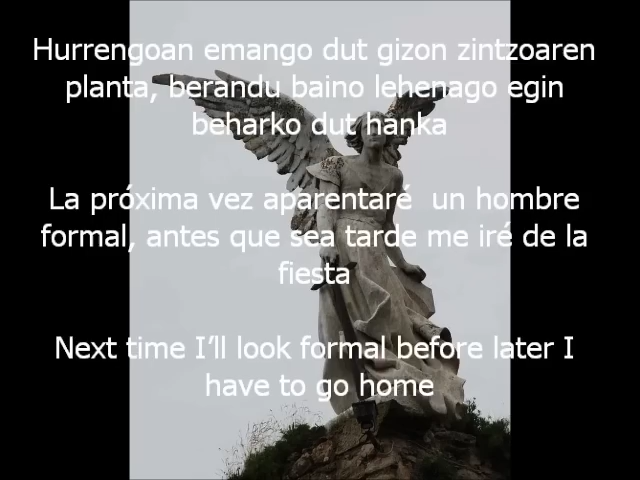 Hurrengoan emango dut gizon zintzoaren
planta, berandu baino lehenago egin
beharko dut hanka
La próxima vez aparentaré un hombre
formal, antes que sea tarde me iré de la
fiesta
Next time I’ll look formal before later I
have to go home